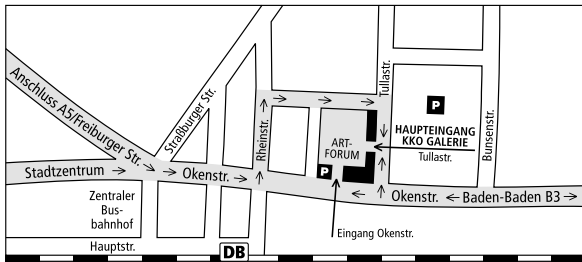 Anschluss A5/Freiburger Str.
Straßburger Str.
Rheinstr.
Tullastr.
Bunsenstr.
P
HAUPTEINGANG
KKO GALERIE
Tullastr.
ART-
FORUM
P
Stadtzentrum
Okenstr.
Okenstr.
Baden-Baden B3
Zentraler
Bus-
bahnhof
Hauptstr.
DB
Eingang Okenstr.